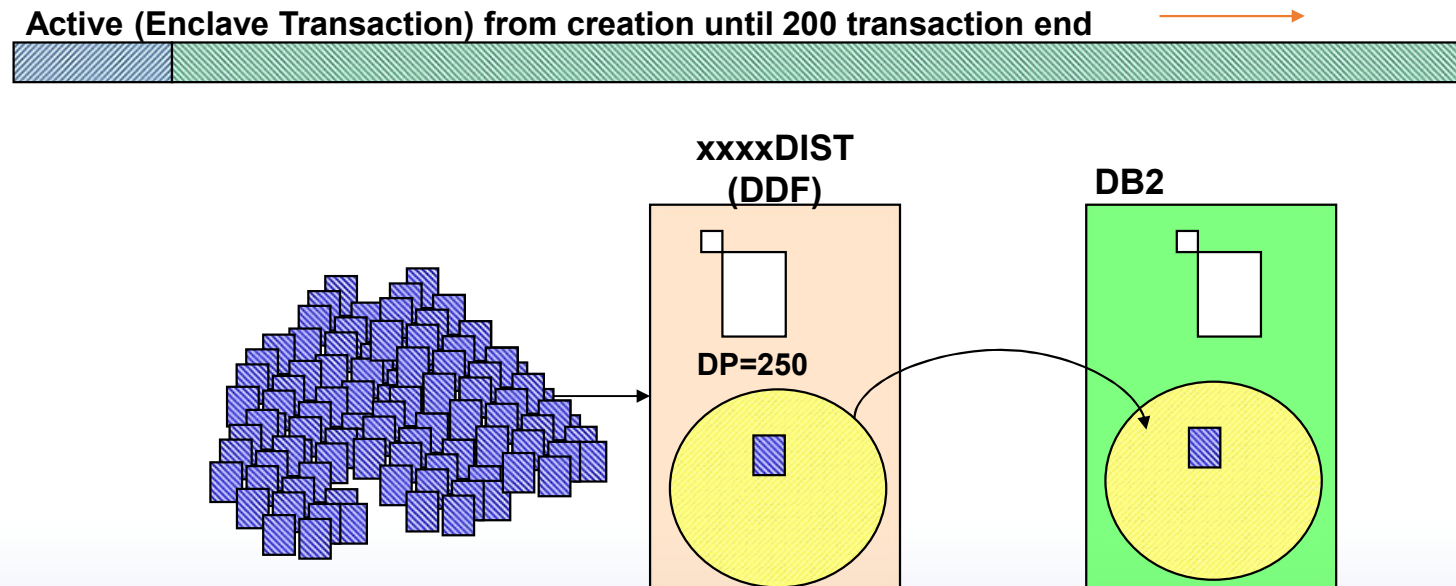 Active (Enclave Transaction) from creation until 200 transaction end
xxxxDIST
(DDF)
DB2
DP=250